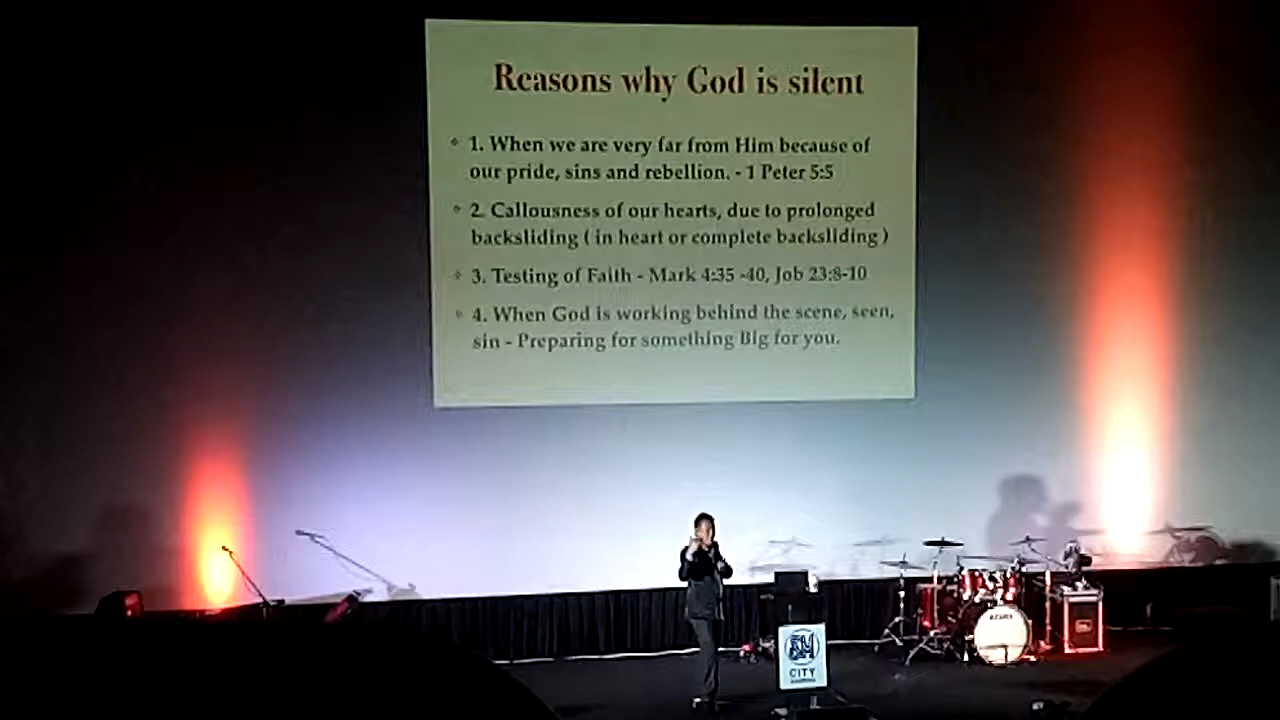 Reasons why God is silent
1. When we are very far from Him because of
our pride, sins and rebellion. - 1 Peter 5:5
2. Callousness of our hearts, due to prolonged
backsliding ( in heart or complete backsliding )
3. Testing of Faith - Mark 4:35 -40, Job 23:8-10
4. When God is working behind the scene, seen,
sin - Preparing for something Big for you.
SM
CITY
TAMA